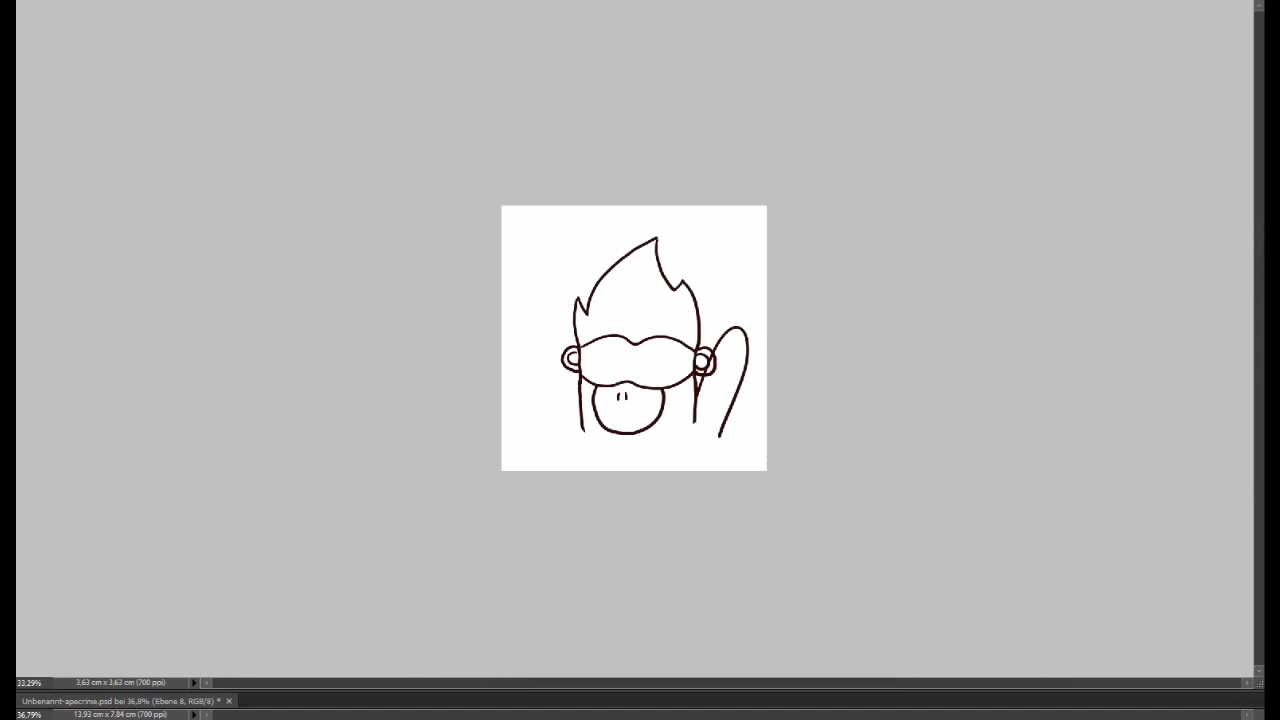 33,29% 3,63 cm x 3,63 cm (700 ppi)
Unbenannt-apecrime.psd bei 36,8% (Ebene 8, RGB/8) *
36,79% 13,93 cm x 7,84 cm (700 ppi)